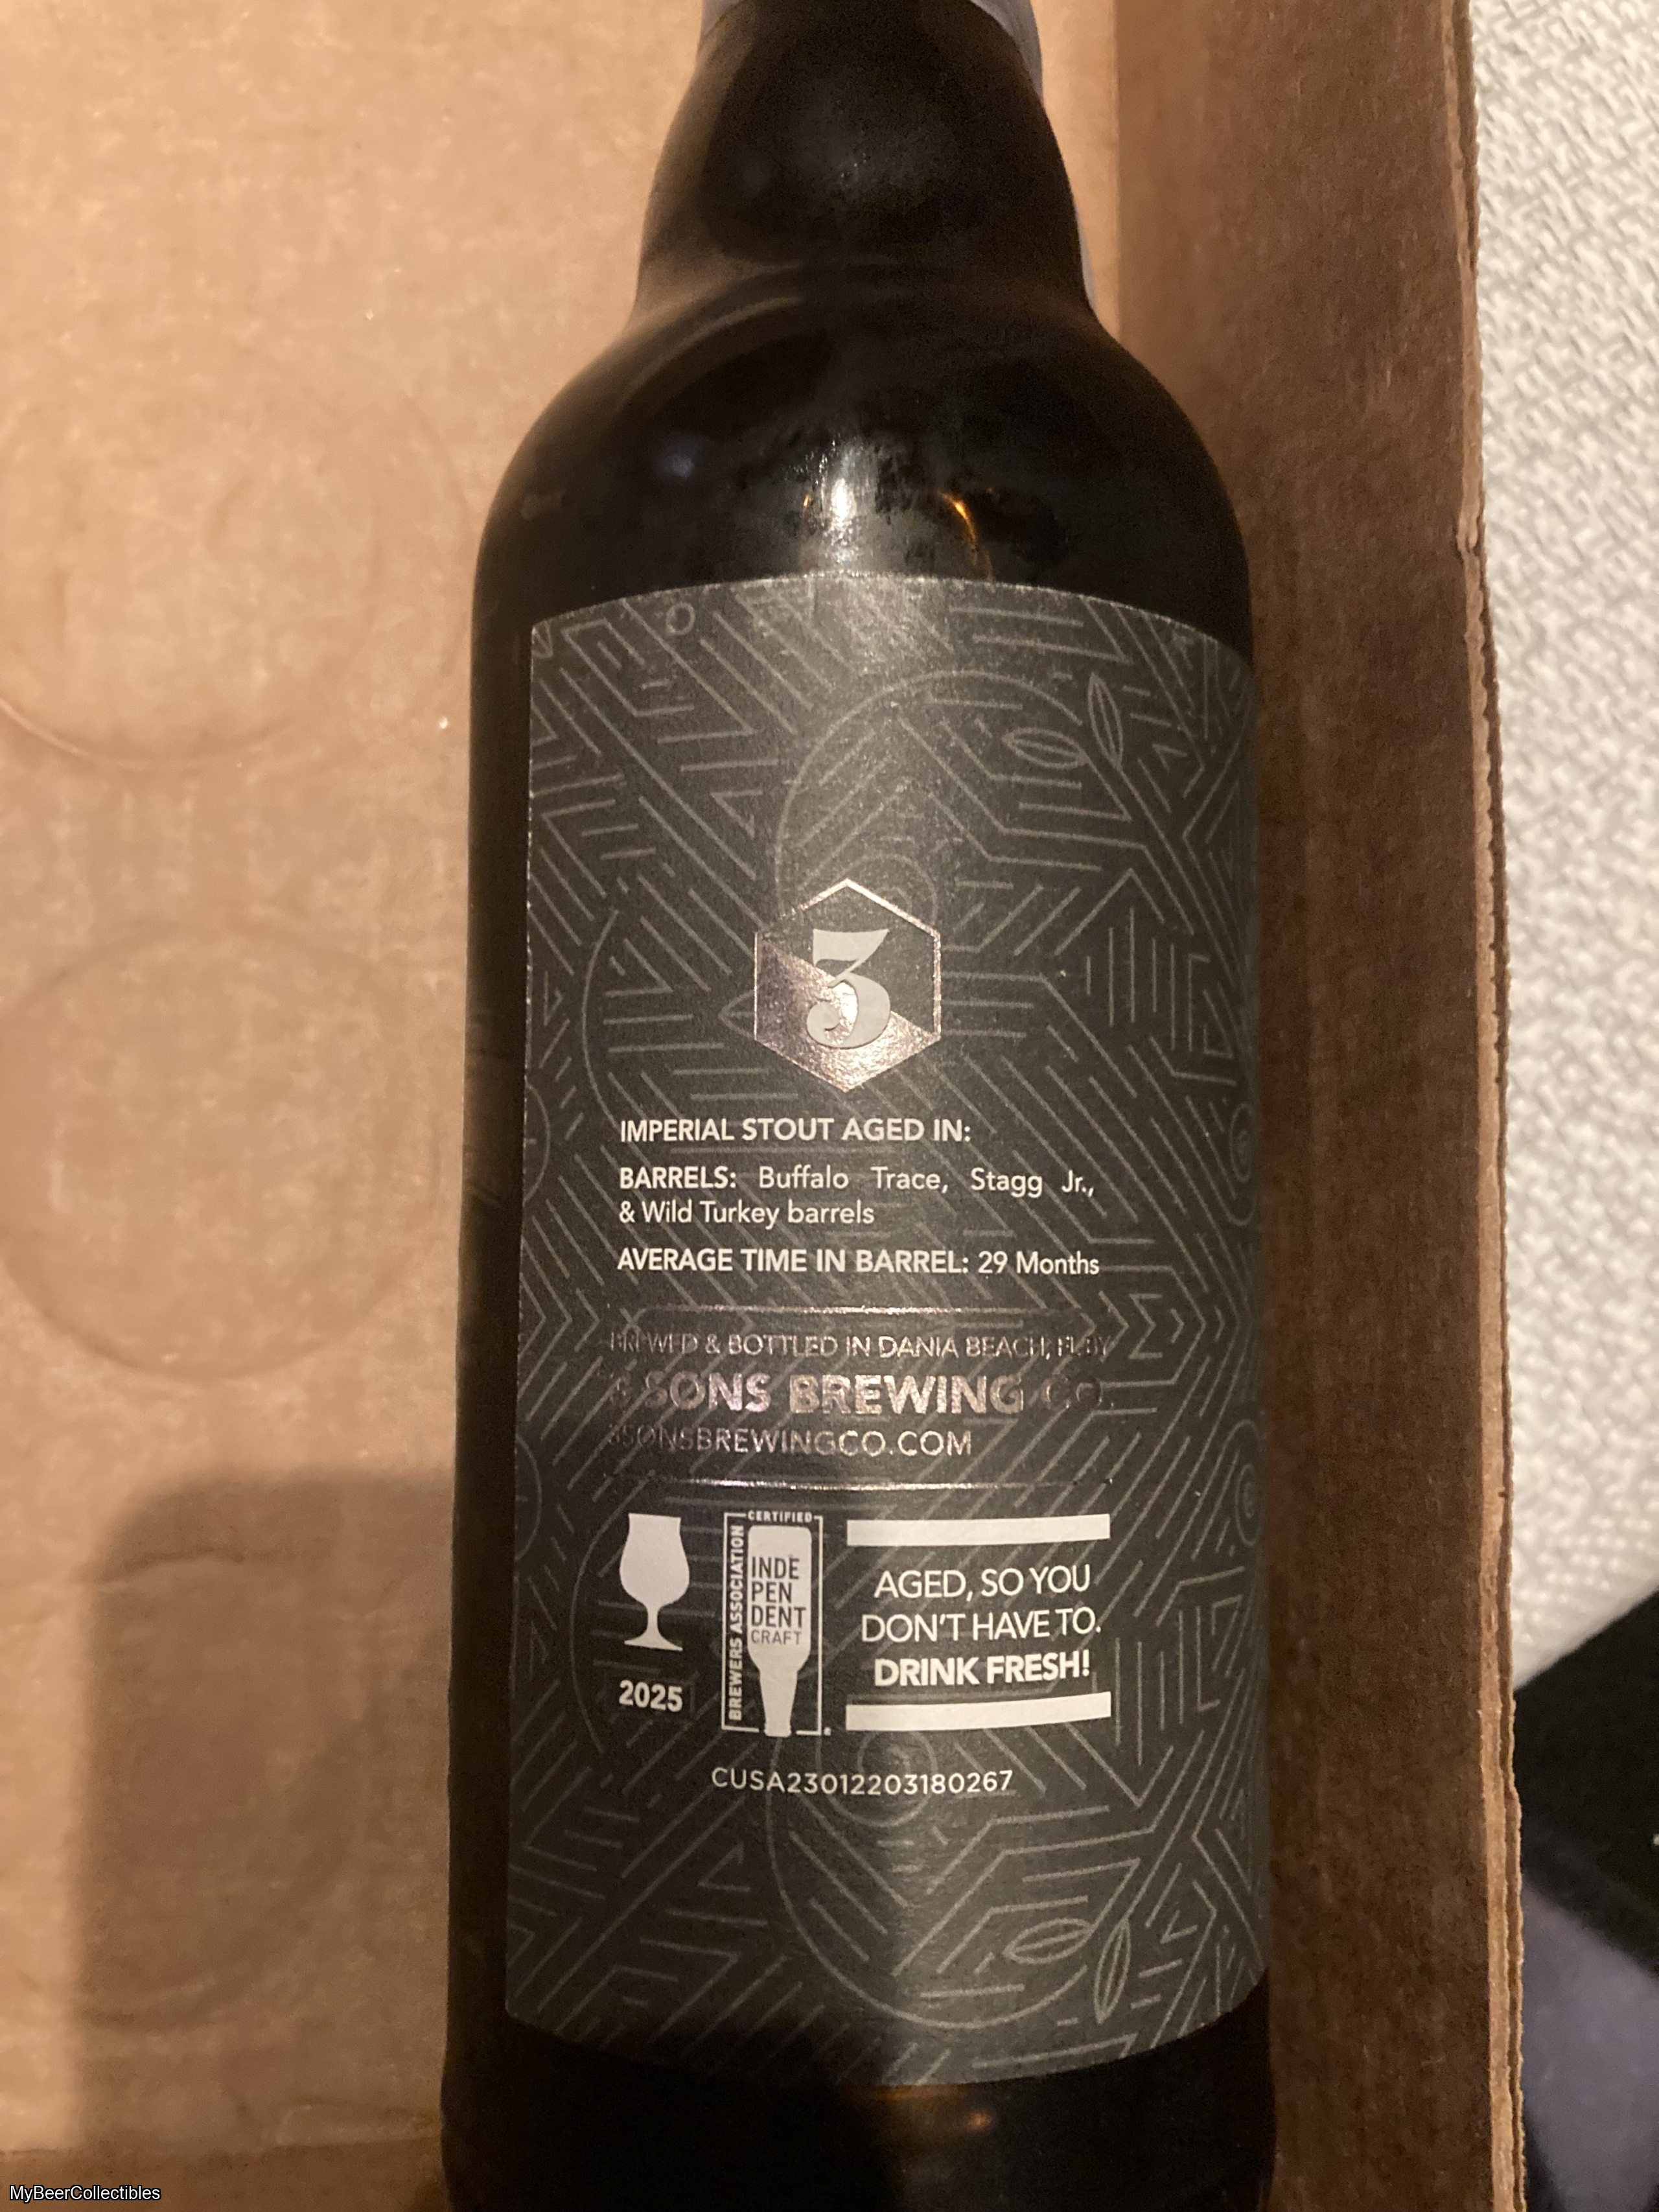 3
IMPERIAL STOUT AGED IN:
BARRELS: Buffalo Trace, Stagg Jr.,
& Wild Turkey barrels
AVERAGE TIME IN BARREL: 29 Months
BREWED & BOTTLED IN DANIA BEACH, FL BY
3 SONS BREWING CO.
3SONSBREWINGCO.COM
2025
CERTIFIED
BREWERS ASSOCIATION
INDE
PEN
DENT
CRAFT
AGED, SO YOU
DON'T HAVE TO.
DRINK FRESH!
CUSA23012203180267
MyBeerCollectibles